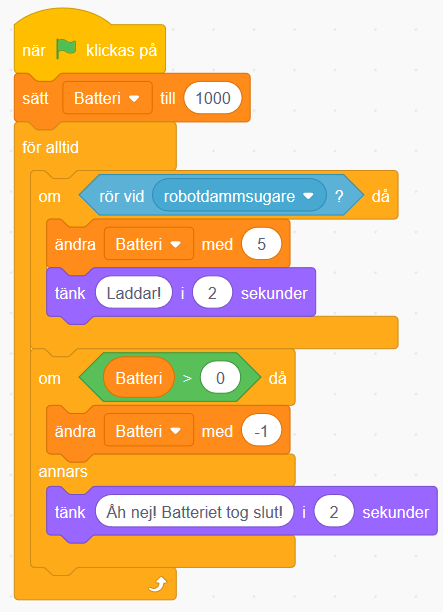 när klickas på
sätt Batteri till 1000
för alltid
om rör vid robotdammsugare ? då
ändra Batteri med 5
tänk Laddar! i 2 sekunder
om Batteri > 0 då
ändra Batteri med -1
annars
tänk Åh nej! Batteriet tog slut! i 2 sekunder